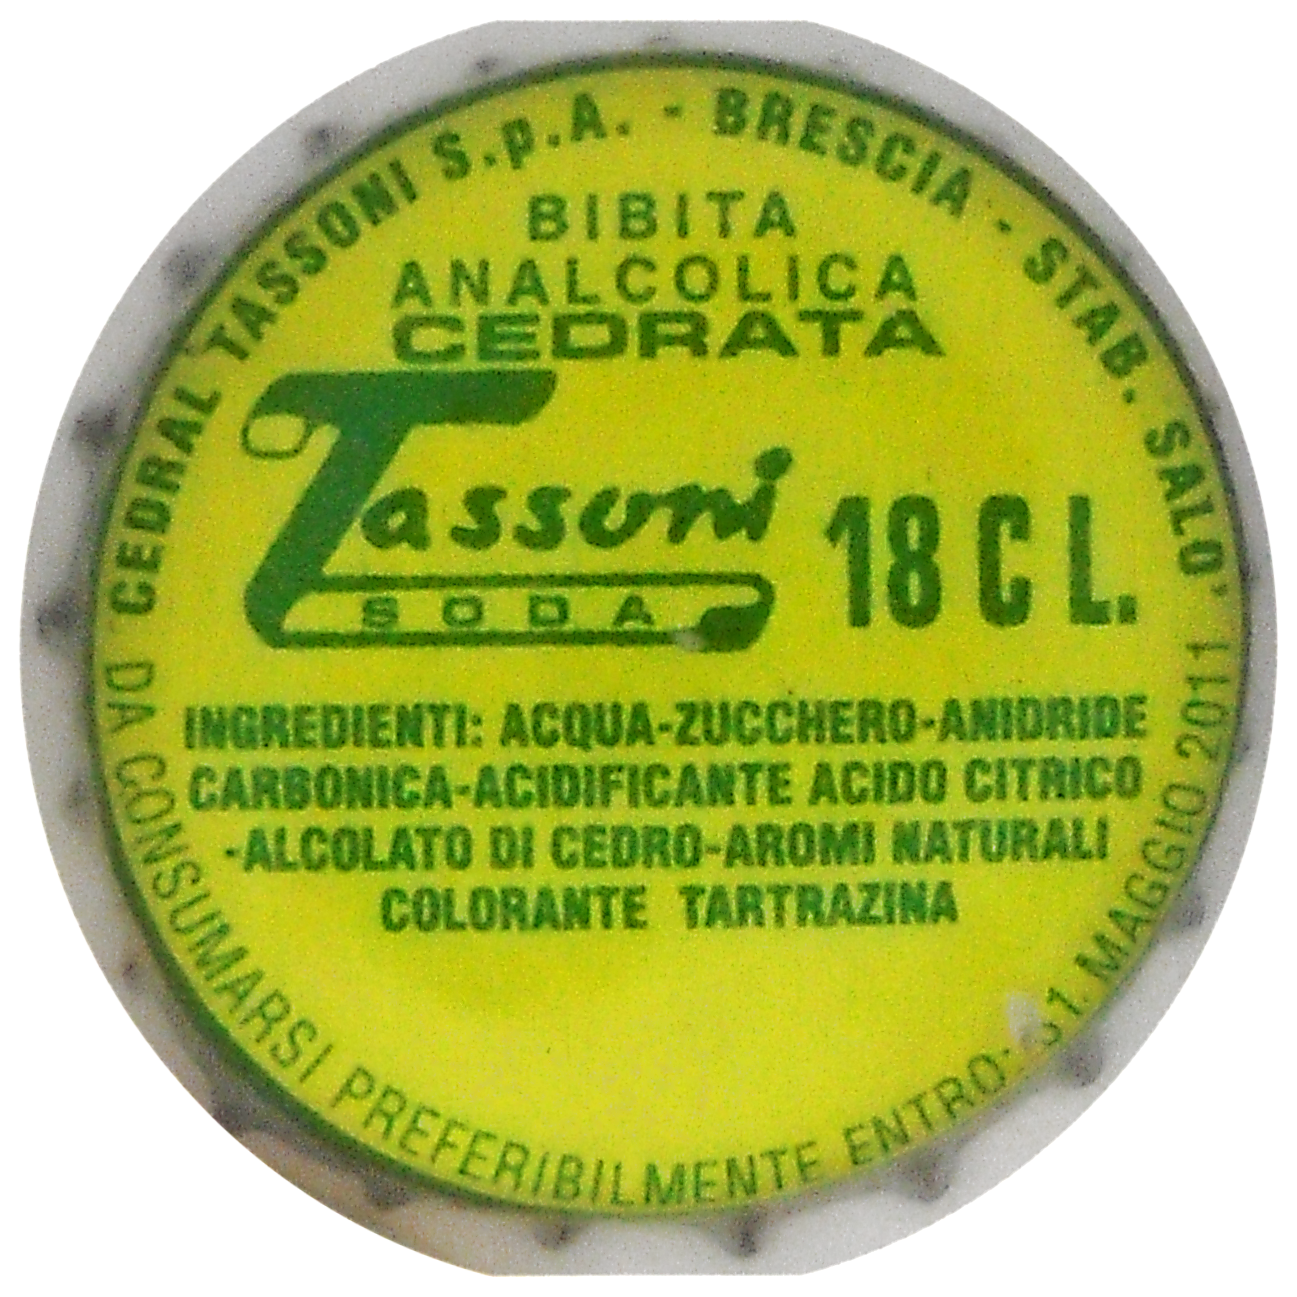 CEDRAL TASSONI S.p.A. - BRESCIA - STAB. SALO'
BIBITA
ANALCOLICA
CEDRATA
Tassoni
SODA
18 CL.
INGREDIENTI: ACQUA-ZUCCHERO-ANIDRIDE
CARBONICA-ACIDIFICANTE ACIDO CITRICO
-ALCOLATO DI CEDRO-AROMI NATURALI
COLORANTE TARTRAZINA
DA CONSUMARSI PREFERIBILMENTE ENTRO: 31. MAGGIO 2011